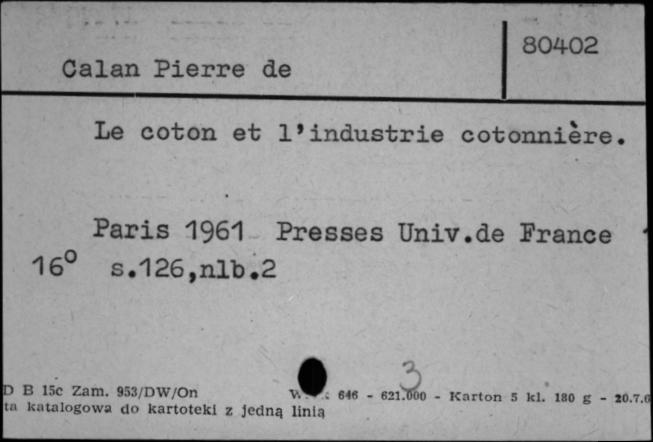 80402
Calan Pierre de
Le coton et l'industrie cotonnière.
Paris 1961 Presses Univ.de France
16° s.126,nlb.2
3
D B 15c Zam. 953/DW/On 646 - 621.000 - Karton 5 kl. 180 g - 20.7.6
ta katalogowa do kartoteki z jedną linią